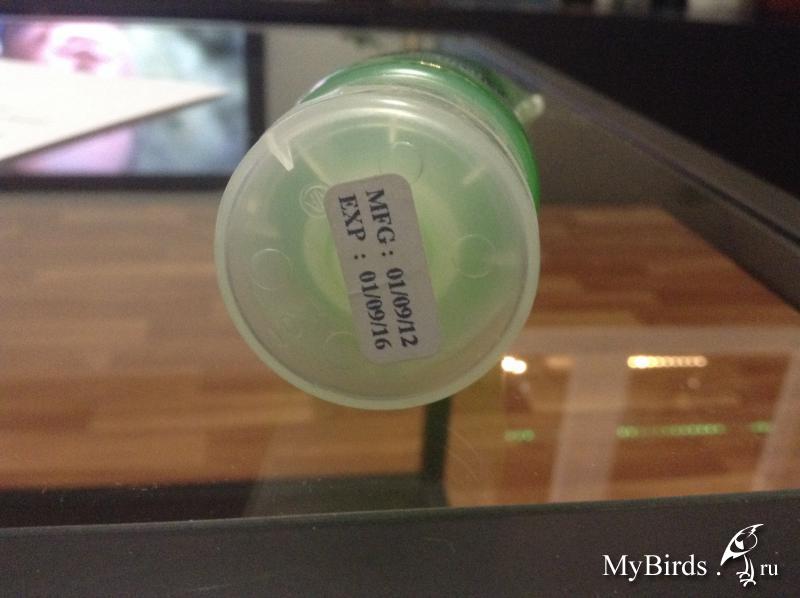 MFG : 01/09/12
EXP : 01/09/16
MyBirds . ru